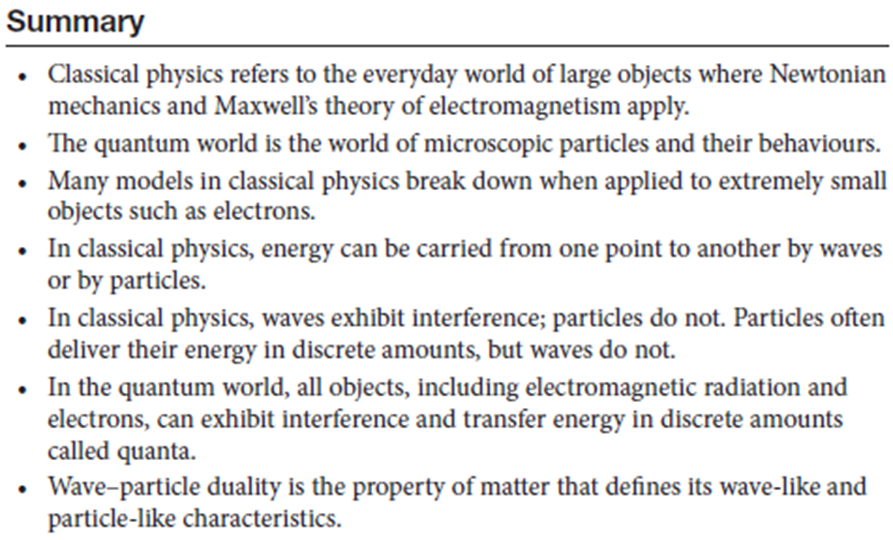 Summary
• Classical physics refers to the everyday world of large objects where Newtonian
mechanics and Maxwell's theory of electromagnetism apply.
• The quantum world is the world of microscopic particles and their behaviours.
• Many models in classical physics break down when applied to extremely small
objects such as electrons.
• In classical physics, energy can be carried from one point to another by waves
or by particles.
• In classical physics, waves exhibit interference; particles do not. Particles often
deliver their energy in discrete amounts, but waves do not.
• In the quantum world, all objects, including electromagnetic radiation and
electrons, can exhibit interference and transfer energy in discrete amounts
called quanta.
• Wave–particle duality is the property of matter that defines its wave-like and
particle-like characteristics.